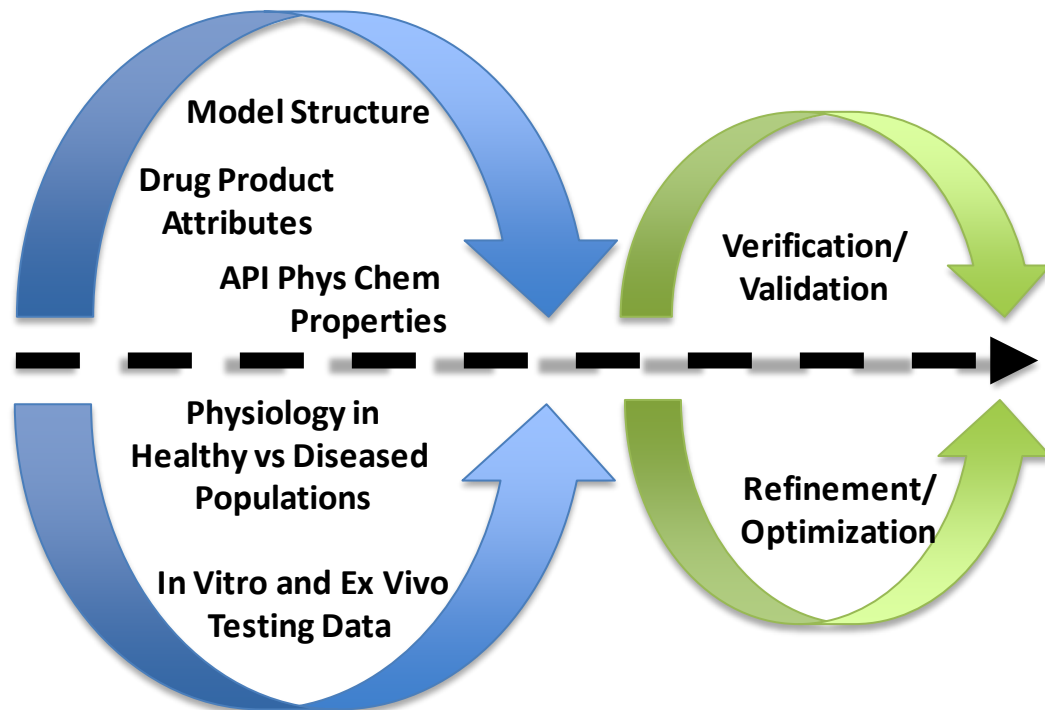 Model Structure
Drug Product
Attributes
API Phys Chem
Properties
Verification/
Validation
Physiology in
Healthy vs Diseased
Populations
In Vitro and Ex Vivo
Testing Data
Refinement/
Optimization